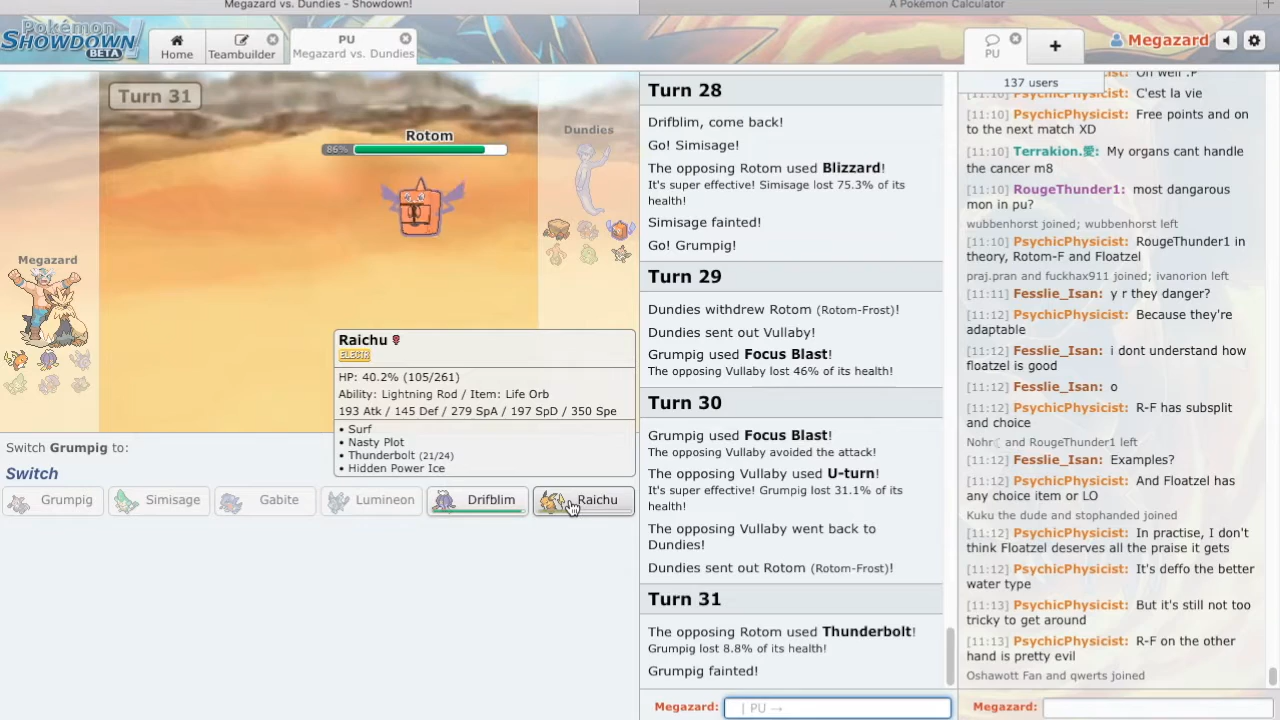 Megazard vs. Dundies - Showdown!
A Pokémon Calculator
Pokémon
SHOWDOWN
BETA
Home
Teambuilder
PU
Megazard vs. Dundies
PU
Megazard
Turn 31
Rotom
86%
Dundies
Megazard
Raichu
ELECTR
HP: 40.2% (105/261)
Ability: Lightning Rod / Item: Life Orb
193 Atk / 145 Def / 279 SpA / 197 SpD / 350 Spe
• Surf
• Nasty Plot
• Thunderbolt (21/24)
• Hidden Power Ice
Switch Grumpig to:
Switch
Grumpig
Simisage
Gabite
Lumineon
Drifblim
Raichu
Turn 28
Drifblim, come back!
Go! Simisage!
The opposing Rotom used Blizzard!
It's super effective! Simisage lost 75.3% of its
health!
Simisage fainted!
Go! Grumpig!
Turn 29
Dundies withdrew Rotom (Rotom-Frost)!
Dundies sent out Vullaby!
Grumpig used Focus Blast!
The opposing Vullaby lost 46% of its health!
Turn 30
Grumpig used Focus Blast!
The opposing Vullaby avoided the attack!
The opposing Vullaby used U-turn!
It's super effective! Grumpig lost 31.1% of its
health!
The opposing Vullaby went back to
Dundies!
Dundies sent out Rotom (Rotom-Frost)!
Turn 31
The opposing Rotom used Thunderbolt!
Grumpig lost 8.8% of its health!
Grumpig fainted!
Megazard: | PU →
137 users
Oh well :P
[11:10] PsychicPhysicist: C'est la vie
[11:10] PsychicPhysicist: Free points and on
to the next match XD
[11:10] Terrakion.愛: My organs cant handle
the cancer m8
[11:10] RougeThunder1: most dangarous
mon in pu?
wubbenhorst joined; wubbenhorst left
[11:10] PsychicPhysicist: RougeThunder1 in
theory, Rotom-F and Floatzel
praj.pran and fuckhax911 joined; ivanorion left
[11:11] Fesslie_Isan: y r they danger?
[11:12] PsychicPhysicist: Because they're
adaptable
[11:12] Fesslie_Isan: i dont understand how
floatzel is good
[11:12] Fesslie_Isan: o
[11:12] PsychicPhysicist: R-F has subsplit
and choice
Nohr☾ and RougeThunder1 left
[11:12] Fesslie_Isan: Examples?
[11:12] PsychicPhysicist: And Floatzel has
any choice item or LO
Kuku the dude and stophanded joined
[11:12] PsychicPhysicist: In practise, I don't
think Floatzel deserves all the praise it gets
[11:12] PsychicPhysicist: It's deffo the better
water type
[11:13] PsychicPhysicist: But it's still not too
tricky to get around
[11:13] PsychicPhysicist: R-F on the other
hand is pretty evil
Oshawott Fan and qwerts joined
Megazard: